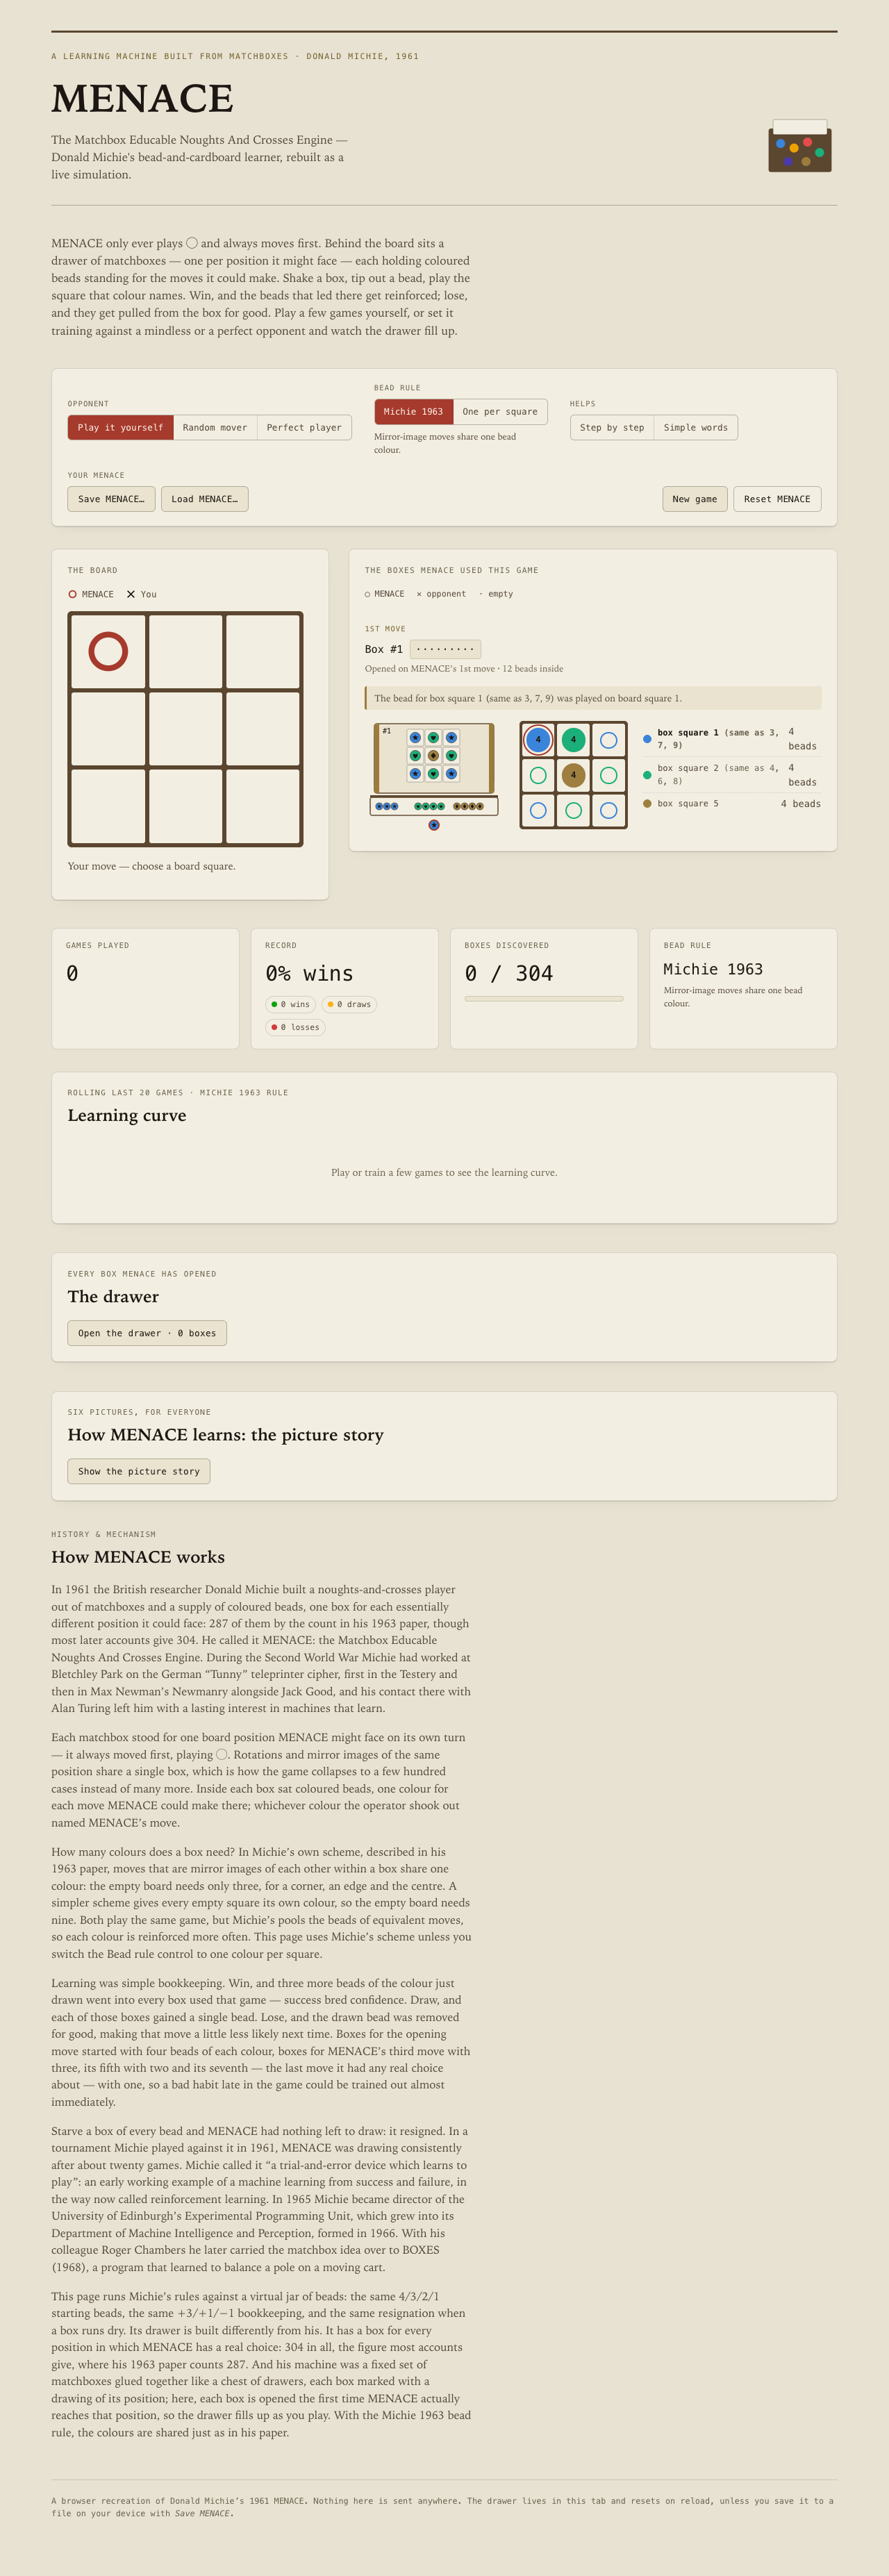 A LEARNING MACHINE BUILT FROM MATCHBOXES · DONALD MICHIE, 1961
MENACE
The Matchbox Educable Noughts And Crosses Engine —
Donald Michie's bead-and-cardboard learner, rebuilt as a
live simulation.
MENACE only ever plays ◯ and always moves first. Behind the board sits a
drawer of matchboxes — one per position it might face — each holding coloured
beads standing for the moves it could make. Shake a box, tip out a bead, play the
square that colour names. Win, and the beads that led there get reinforced; lose,
and they get pulled from the box for good. Play a few games yourself, or set it
training against a mindless or a perfect opponent and watch the drawer fill up.
OPPONENT
Play it yourself Random mover Perfect player
BEAD RULE
Michie 1963 One per square
Mirror-image moves share one bead
colour.
HELPS
Step by step Simple words
YOUR MENACE
Save MENACE… Load MENACE…
New game Reset MENACE
THE BOARD
○ MENACE ✕ You
Your move — choose a board square.
THE BOXES MENACE USED THIS GAME
○ MENACE × opponent · empty
1ST MOVE
Box #1 ·········
Opened on MENACE’s 1st move · 12 beads inside
The bead for box square 1 (same as 3, 7, 9) was played on board square 1.
#1
4 4
4
box square 1 (same as 3,
7, 9)
4
beads
box square 2 (same as 4,
6, 8)
4
beads
box square 5 4 beads
GAMES PLAYED
0
RECORD
0% wins
0 wins 0 draws
0 losses
BOXES DISCOVERED
0 / 304
BEAD RULE
Michie 1963
Mirror-image moves share one bead
colour.
ROLLING LAST 20 GAMES · MICHIE 1963 RULE
Learning curve
Play or train a few games to see the learning curve.
EVERY BOX MENACE HAS OPENED
The drawer
Open the drawer · 0 boxes
SIX PICTURES, FOR EVERYONE
How MENACE learns: the picture story
Show the picture story
HISTORY & MECHANISM
How MENACE works
In 1961 the British researcher Donald Michie built a noughts-and-crosses player
out of matchboxes and a supply of coloured beads, one box for each essentially
different position it could face: 287 of them by the count in his 1963 paper, though
most later accounts give 304. He called it MENACE: the Matchbox Educable
Noughts And Crosses Engine. During the Second World War Michie had worked at
Bletchley Park on the German “Tunny” teleprinter cipher, first in the Testery and
then in Max Newman’s Newmanry alongside Jack Good, and his contact there with
Alan Turing left him with a lasting interest in machines that learn.
Each matchbox stood for one board position MENACE might face on its own turn
— it always moved first, playing ◯. Rotations and mirror images of the same
position share a single box, which is how the game collapses to a few hundred
cases instead of many more. Inside each box sat coloured beads, one colour for
each move MENACE could make there; whichever colour the operator shook out
named MENACE’s move.
How many colours does a box need? In Michie’s own scheme, described in his
1963 paper, moves that are mirror images of each other within a box share one
colour: the empty board needs only three, for a corner, an edge and the centre. A
simpler scheme gives every empty square its own colour, so the empty board needs
nine. Both play the same game, but Michie’s pools the beads of equivalent moves,
so each colour is reinforced more often. This page uses Michie’s scheme unless you
switch the Bead rule control to one colour per square.
Learning was simple bookkeeping. Win, and three more beads of the colour just
drawn went into every box used that game — success bred confidence. Draw, and
each of those boxes gained a single bead. Lose, and the drawn bead was removed
for good, making that move a little less likely next time. Boxes for the opening
move started with four beads of each colour, boxes for MENACE’s third move with
three, its fifth with two and its seventh — the last move it had any real choice
about — with one, so a bad habit late in the game could be trained out almost
immediately.
Starve a box of every bead and MENACE had nothing left to draw: it resigned. In a
tournament Michie played against it in 1961, MENACE was drawing consistently
after about twenty games. Michie called it “a trial-and-error device which learns to
play”: an early working example of a machine learning from success and failure, in
the way now called reinforcement learning. In 1965 Michie became director of the
University of Edinburgh’s Experimental Programming Unit, which grew into its
Department of Machine Intelligence and Perception, formed in 1966. With his
colleague Roger Chambers he later carried the matchbox idea over to BOXES
(1968), a program that learned to balance a pole on a moving cart.
This page runs Michie’s rules against a virtual jar of beads: the same 4/3/2/1
starting beads, the same +3/+1/−1 bookkeeping, and the same resignation when
a box runs dry. Its drawer is built differently from his. It has a box for every
position in which MENACE has a real choice: 304 in all, the figure most accounts
give, where his 1963 paper counts 287. And his machine was a fixed set of
matchboxes glued together like a chest of drawers, each box marked with a
drawing of its position; here, each box is opened the first time MENACE actually
reaches that position, so the drawer fills up as you play. With the Michie 1963 bead
rule, the colours are shared just as in his paper.
A browser recreation of Donald Michie’s 1961 MENACE. Nothing here is sent anywhere. The drawer lives in this tab and resets on reload, unless you save it to a
file on your device with Save MENACE.